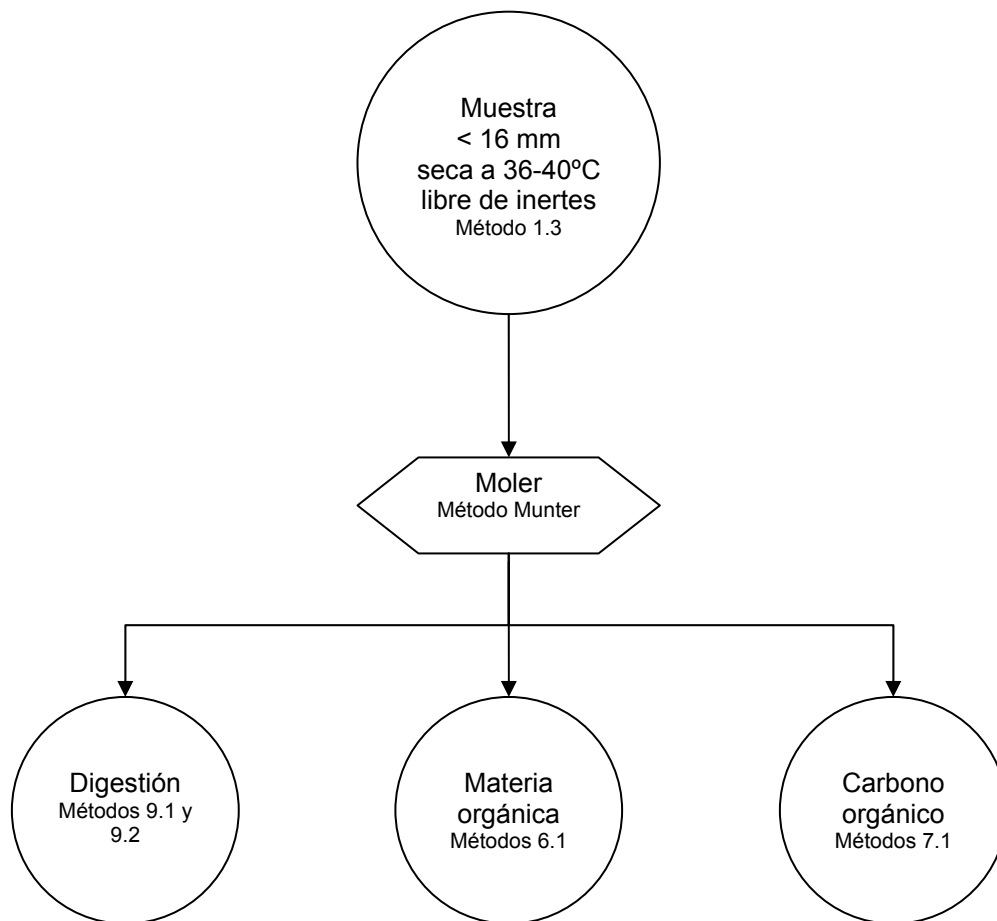 Muestra
< 16 mm
seca a 36-40ºC
libre de inertes
Método 1.3
Moler
Método Munter
Digestión
Métodos 9.1 y
9.2
Materia
orgánica
Métodos 6.1
Carbono
orgánico
Métodos 7.1